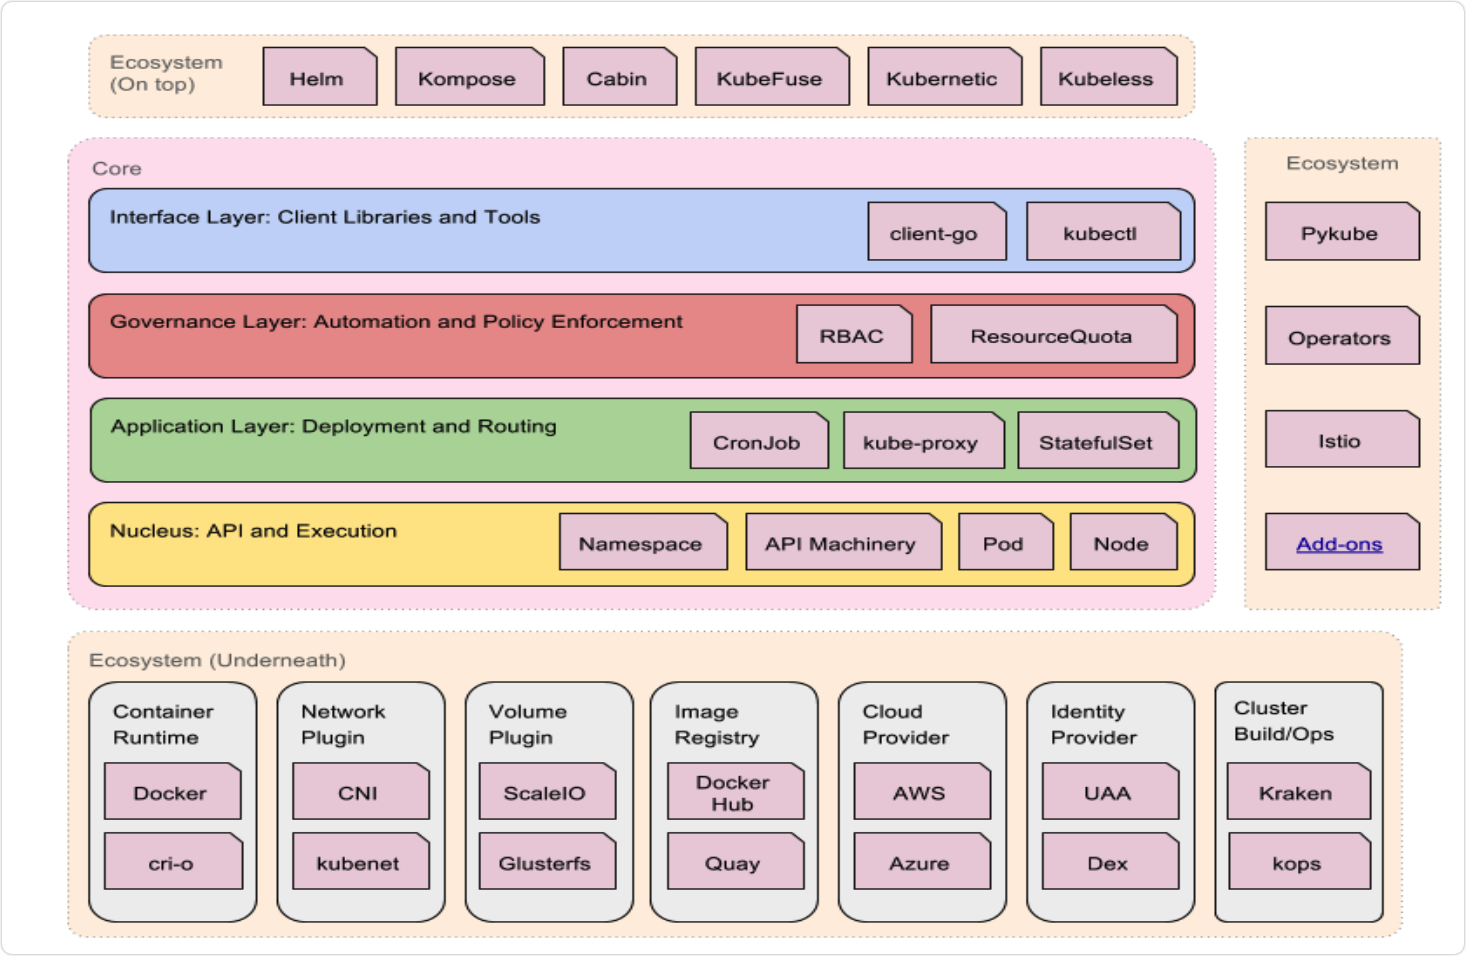 Ecosystem
(On top)
Helm
Kompose
Cabin
KubeFuse
Kubernetic
Kubeless
Core
Interface Layer: Client Libraries and Tools
client-go
kubectl
Governance Layer: Automation and Policy Enforcement
RBAC
ResourceQuota
Application Layer: Deployment and Routing
CronJob
kube-proxy
StatefulSet
Nucleus: API and Execution
Namespace
API Machinery
Pod
Node
Ecosystem
Pykube
Operators
Istio
Add-ons
Ecosystem (Underneath)
Container
Runtime
Docker
cri-o
Network
Plugin
CNI
kubenet
Volume
Plugin
ScaleIO
Glusterfs
Image
Registry
Docker
Hub
Quay
Cloud
Provider
AWS
Azure
Identity
Provider
UAA
Dex
Cluster
Build/Ops
Kraken
kops